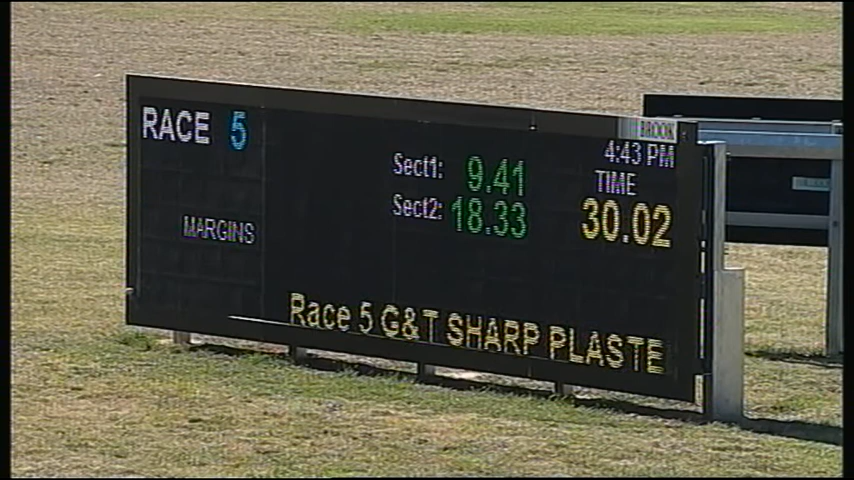 BROOK
RACE 5
4:43 PM
Sect1: 9.41
TIME
Sect2: 18.33
30.02
MARGINS
Race 5 G&T SHARP PLASTE